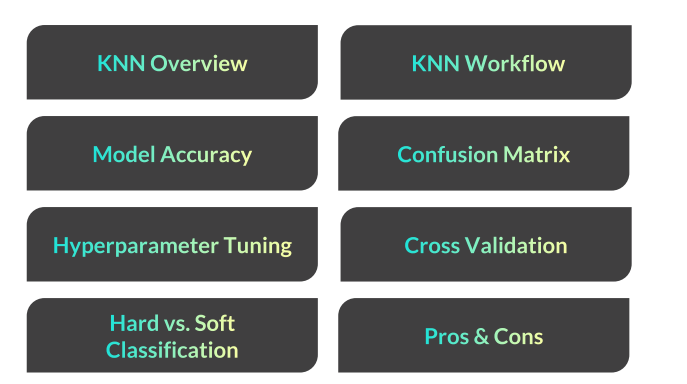 KNN Overview
KNN Workflow
Model Accuracy
Confusion Matrix
Hyperparameter Tuning
Cross Validation
Hard vs. Soft
Classification
Pros & Cons